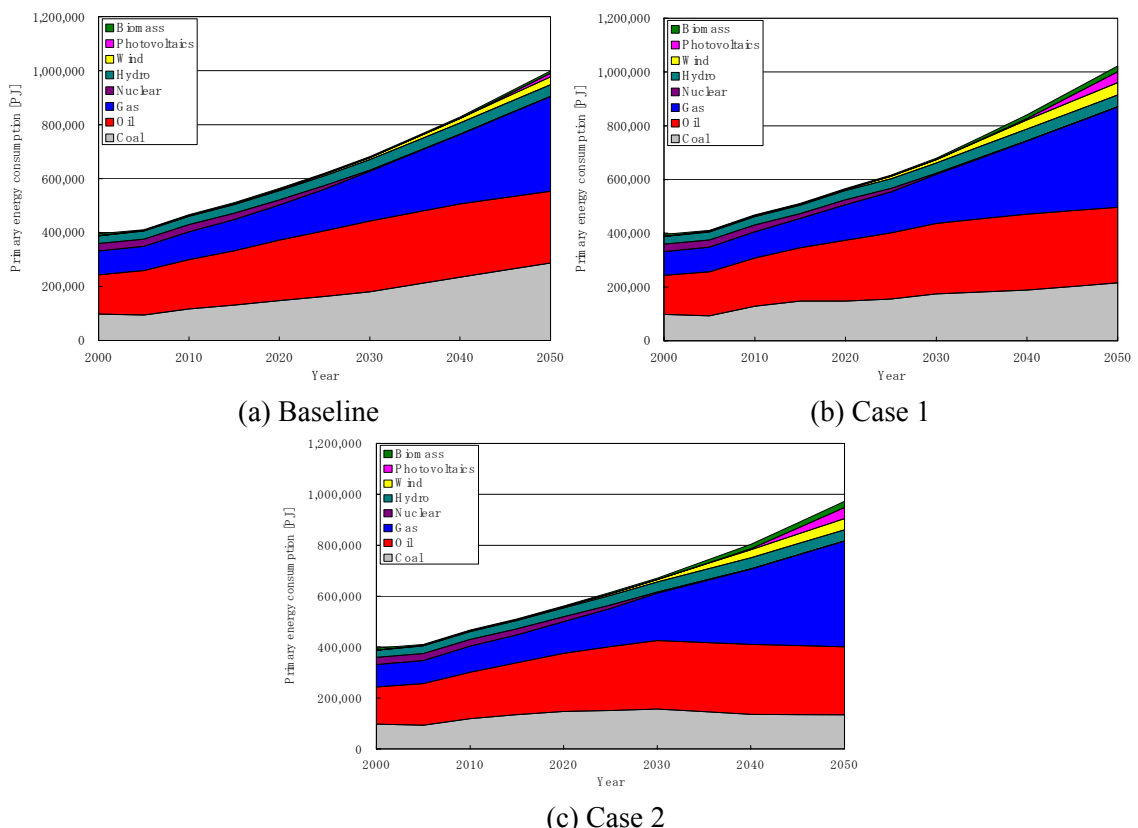 1,200,000
1,000,000
800,000
600,000
400,000
200,000
0
Primary energy consumption [PJ]
Biomass
Photovoltaics
Wind
Hydro
Nuclear
Gas
Oil
Coal
2000 2010 2020 2030 2040 2050
Year
(a) Baseline
1,200,000
1,000,000
800,000
600,000
400,000
200,000
0
Primary energy consumption [PJ]
Biomass
Photovoltaics
Wind
Hydro
Nuclear
Gas
Oil
Coal
2000 2010 2020 2030 2040 2050
Year
(b) Case 1
1,200,000
1,000,000
800,000
600,000
400,000
200,000
0
Primary energy consumption [PJ]
Biomass
Photovoltaics
Wind
Hydro
Nuclear
Gas
Oil
Coal
2000 2010 2020 2030 2040 2050
Year
(c) Case 2